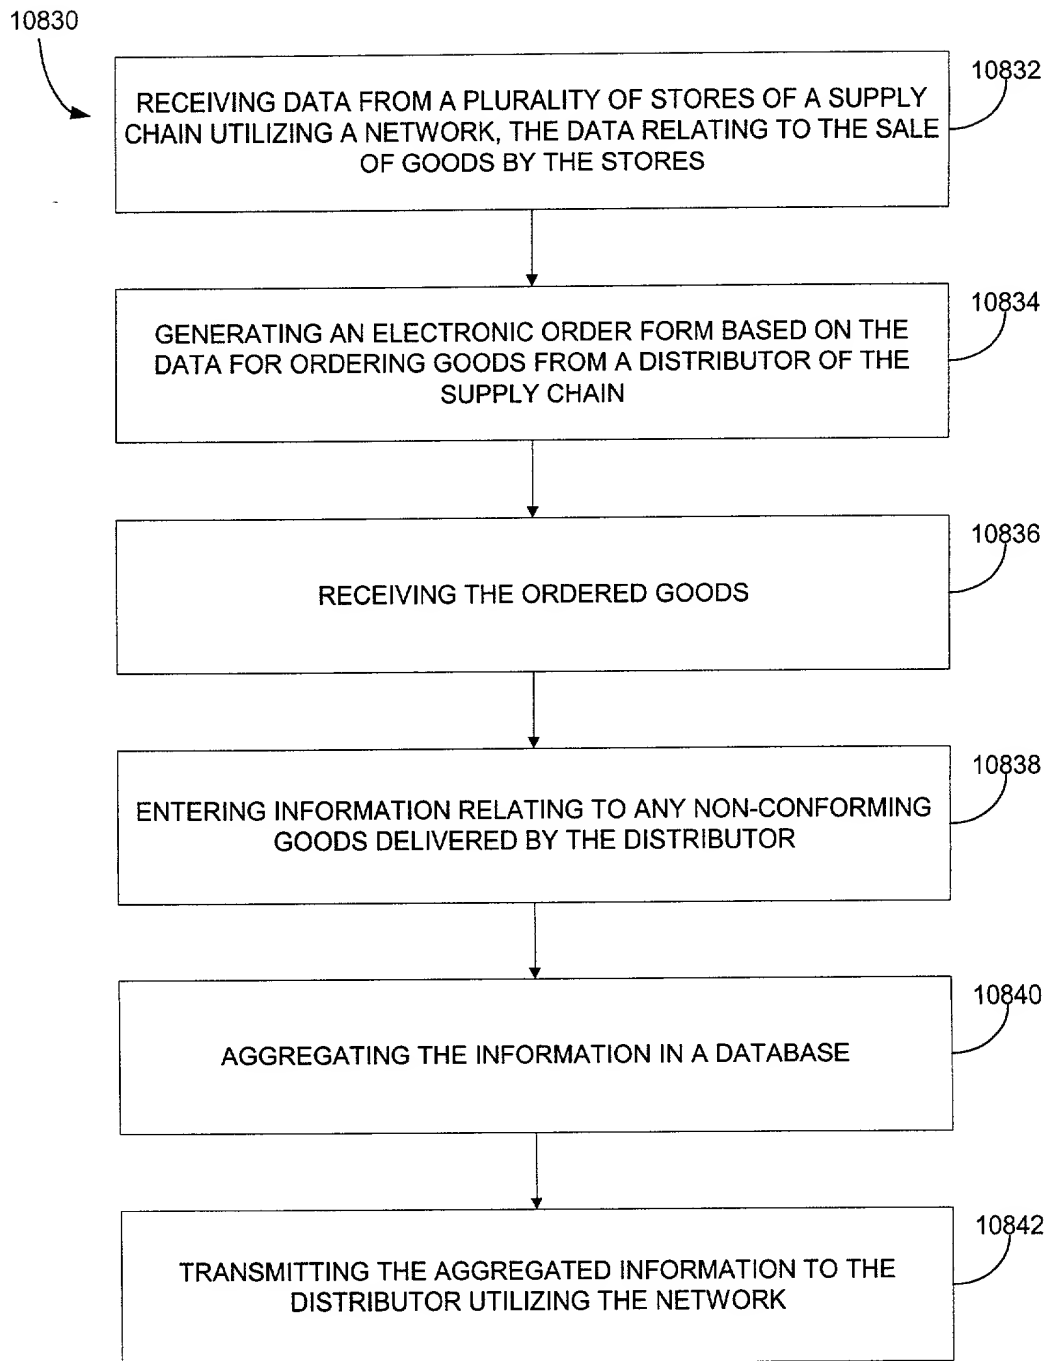 10830
10832
RECEIVING DATA FROM A PLURALITY OF STORES OF A SUPPLY
CHAIN UTILIZING A NETWORK, THE DATA RELATING TO THE SALE
OF GOODS BY THE STORES
10834
GENERATING AN ELECTRONIC ORDER FORM BASED ON THE
DATA FOR ORDERING GOODS FROM A DISTRIBUTOR OF THE
SUPPLY CHAIN
10836
RECEIVING THE ORDERED GOODS
10838
ENTERING INFORMATION RELATING TO ANY NON-CONFORMING
GOODS DELIVERED BY THE DISTRIBUTOR
10840
AGGREGATING THE INFORMATION IN A DATABASE
10842
TRANSMITTING THE AGGREGATED INFORMATION TO THE
DISTRIBUTOR UTILIZING THE NETWORK